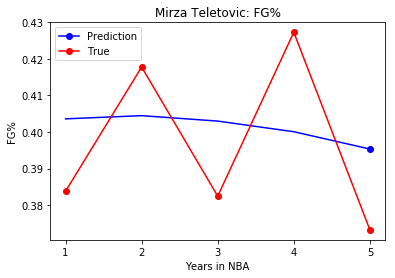 Mirza Teletovic: FG%
Prediction
True
0.43
0.42
0.41
0.40
0.39
0.38
FG%
1 2 3 4 5
Years in NBA